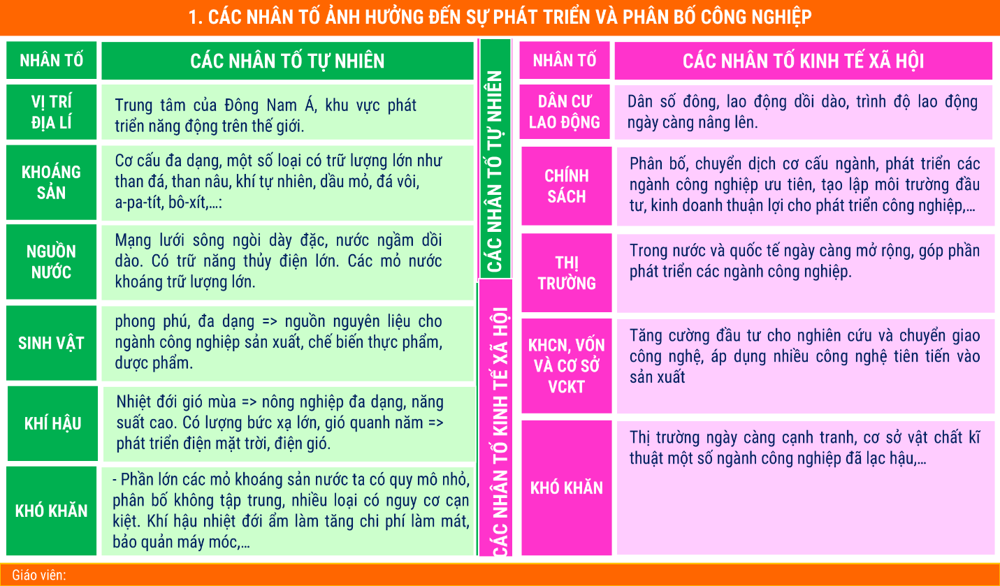 1. CÁC NHÂN TỐ ẢNH HƯỞNG ĐẾN SỰ PHÁT TRIỂN VÀ PHÂN BỐ CÔNG NGHIỆP
NHÂN TỐ
CÁC NHÂN TỐ TỰ NHIÊN
VỊ TRÍ
ĐỊA LÍ
Trung tâm của Đông Nam Á, khu vực phát
triển năng động trên thế giới.
KHOÁNG
SẢN
Cơ cấu đa dạng, một số loại có trữ lượng lớn như
than đá, than nâu, khí tự nhiên, dầu mỏ, đá vôi,
a-pa-tít, bô-xít,…:
NGUỒN
NƯỚC
Mạng lưới sông ngòi dày đặc, nước ngầm dồi
dào. Có trữ năng thủy điện lớn. Các mỏ nước
khoáng trữ lượng lớn.
SINH VẬT
phong phú, đa dạng => nguồn nguyên liệu cho
ngành công nghiệp sản xuất, chế biến thực phẩm,
dược phẩm.
KHÍ HẬU
Nhiệt đới gió mùa => nông nghiệp đa dạng, năng
suất cao. Có lượng bức xạ lớn, gió quanh năm =>
phát triển điện mặt trời, điện gió.
KHÓ KHĂN
- Phần lớn các mỏ khoáng sản nước ta có quy mô nhỏ,
phân bố không tập trung, nhiều loại có nguy cơ cạn
kiệt. Khí hậu nhiệt đới ẩm làm tăng chi phí làm mát,
bảo quản máy móc,…
CÁC NHÂN TỐ TỰ NHIÊN
CÁC NHÂN TỐ KINH TẾ XÃ HỘI
NHÂN TỐ
CÁC NHÂN TỐ KINH TẾ XÃ HỘI
DÂN CƯ
LAO ĐỘNG
Dân số đông, lao động dồi dào, trình độ lao động
ngày càng nâng lên.
CHÍNH
SÁCH
Phân bố, chuyển dịch cơ cấu ngành, phát triển các
ngành công nghiệp ưu tiên, tạo lập môi trường đầu
tư, kinh doanh thuận lợi cho phát triển công nghiệp,…
THỊ
TRƯỜNG
Trong nước và quốc tế ngày càng mở rộng, góp phần
phát triển các ngành công nghiệp.
KHCN, VỐN
VÀ CƠ SỞ
VCKT
Tăng cường đầu tư cho nghiên cứu và chuyển giao
công nghệ, áp dụng nhiều công nghệ tiên tiến vào
sản xuất
KHÓ KHĂN
Thị trường ngày càng cạnh tranh, cơ sở vật chất kĩ
thuật một số ngành công nghiệp đã lạc hậu,…
Giáo viên: